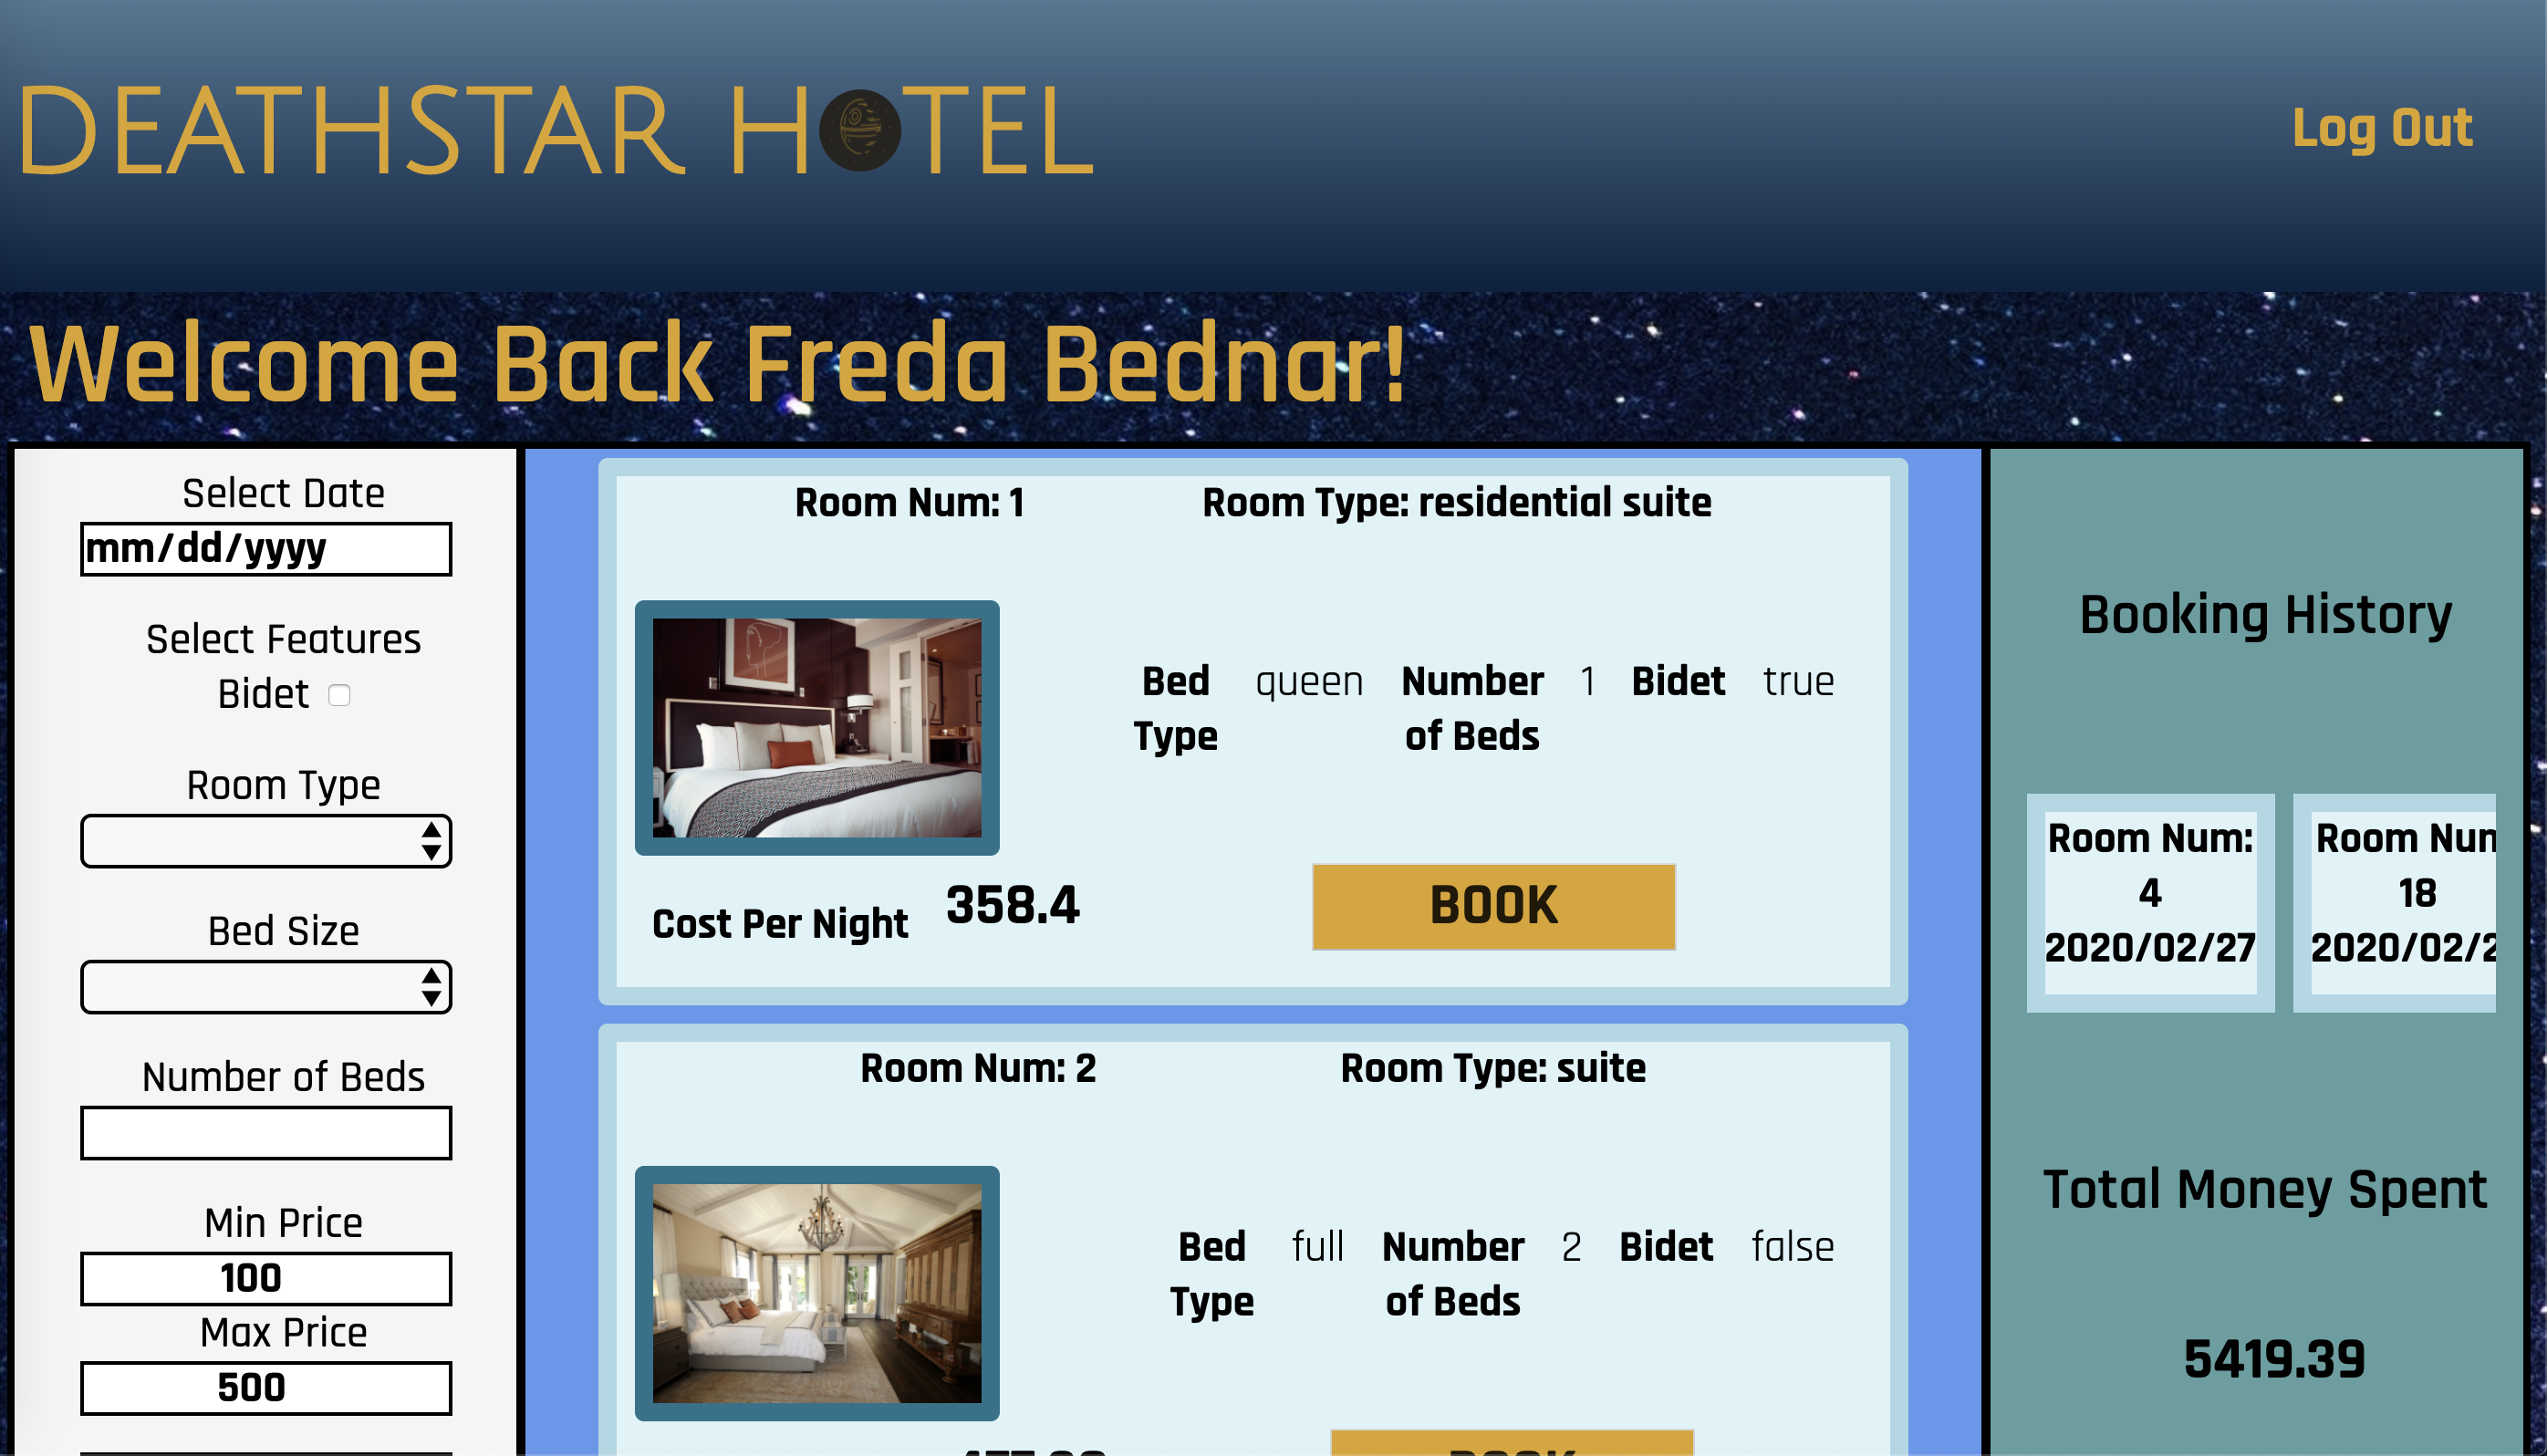 DEATHSTAR HOTEL
Log Out
Welcome Back Freda Bednar!
Select Date
mm/dd/yyyy
Select Features
Bidet
Room Type
Bed Size
Number of Beds
Min Price
100
Max Price
500
Room Num: 1
Room Type: residential suite
Bed Type queen Number of Beds 1 Bidet true
Cost Per Night 358.4
BOOK
Room Num: 2
Room Type: suite
Bed Type full Number of Beds 2 Bidet false
BOOK
Booking History
Room Num:
4
2020/02/27
Room Num
18
2020/02/2
Total Money Spent
5419.39